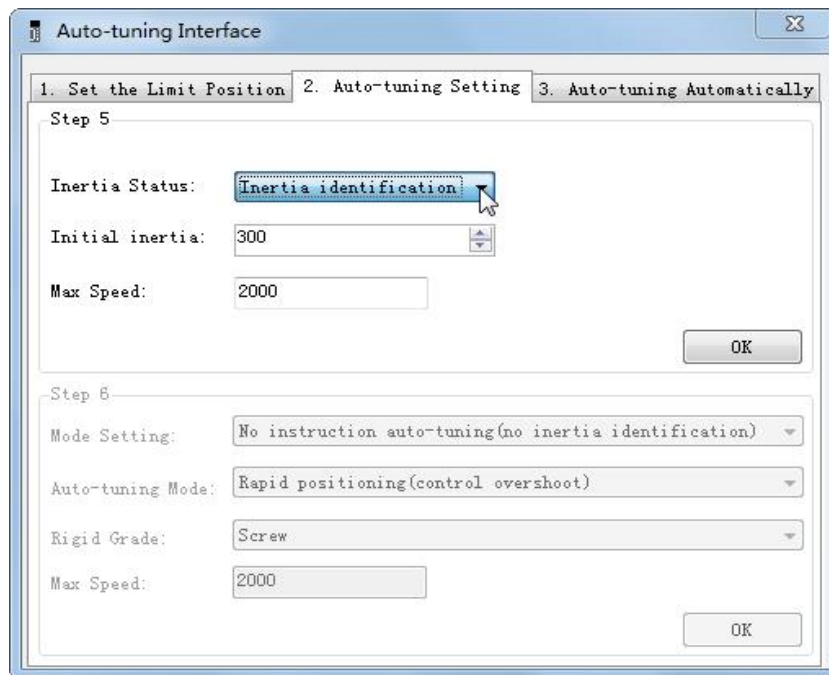 Auto-tuning Interface
1. Set the Limit Position 2. Auto-tuning Setting 3. Auto-tuning Automatically
Step 5
Inertia Status: Inertia identification
Initial inertia: 300
Max Speed: 2000
OK
Step 6
Mode Setting: No instruction auto-tuning(no inertia identification)
Auto-tuning Mode: Rapid positioning(control overshoot)
Rigid Grade: Screw
Max Speed: 2000
OK